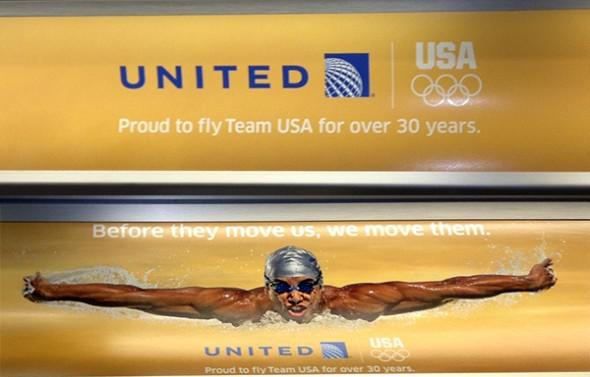 UNITED
USA
Proud to fly Team USA for over 30 years.
Before they move us, we move them.
UNITED
USA
Proud to fly Team USA for over 30 years.